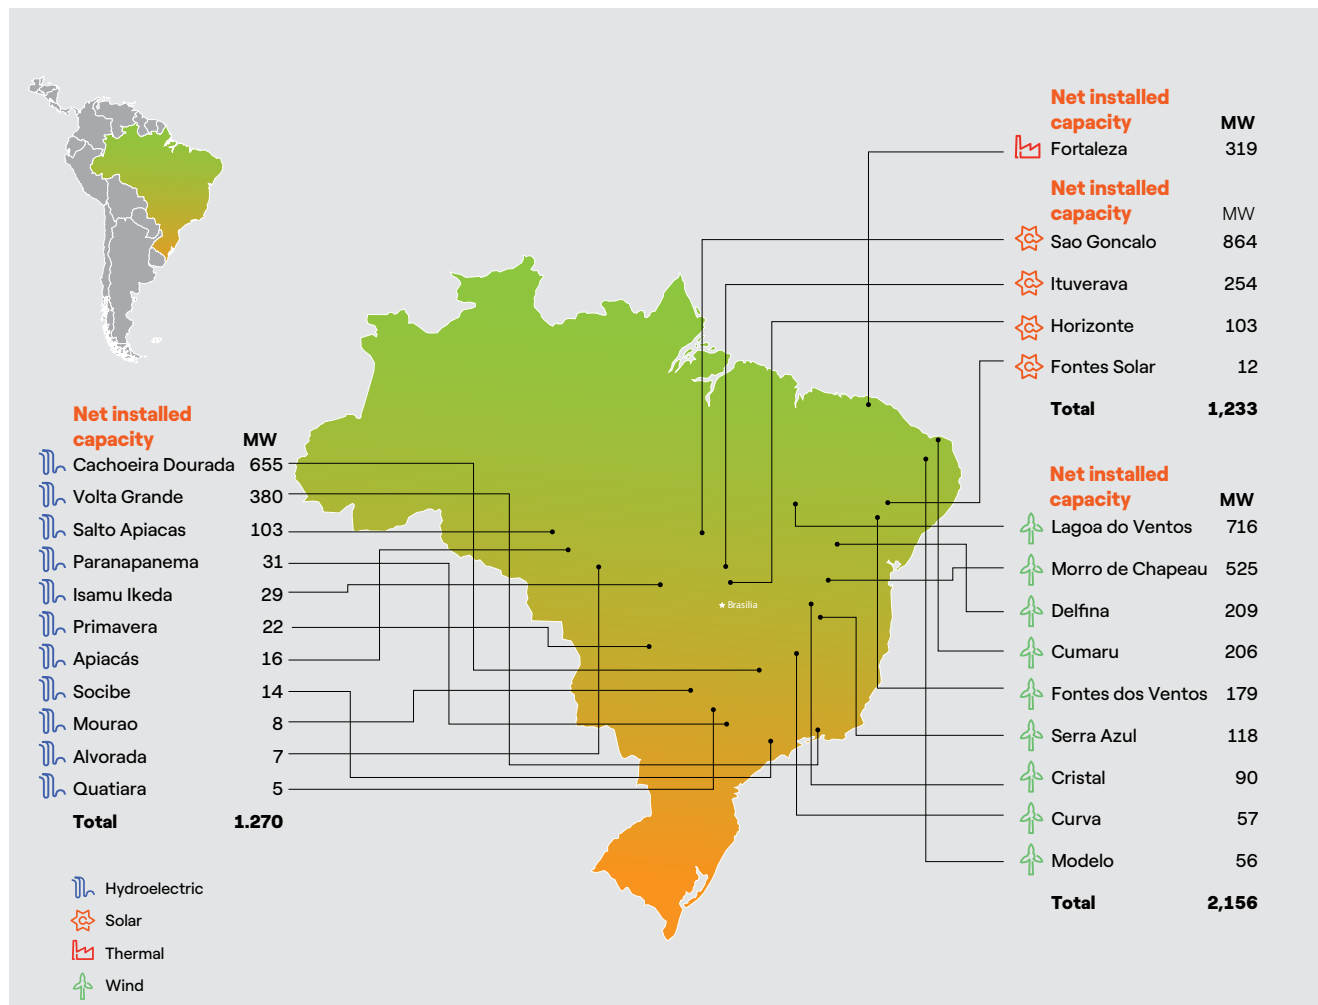 Net installed
capacity MW
Fortaleza 319
Net installed
capacity MW
Sao Goncalo 864
Ituverava 254
Horizonte 103
Fontes Solar 12
Total 1,233
Net installed
capacity MW
Cachoeira Dourada 655
Volta Grande 380
Salto Apiacas 103
Paranapanema 31
Isamu Ikeda 29
Primavera 22
Apiacás 16
Socibe 14
Mourao 8
Alvorada 7
Quatiara 5
Total 1.270
Brasilia
Net installed
capacity MW
Lagoa do Ventos 716
Morro de Chapeau 525
Delfina 209
Cumaru 206
Fontes dos Ventos 179
Serra Azul 118
Cristal 90
Curva 57
Modelo 56
Total 2,156
Hydroelectric
Solar
Thermal
Wind